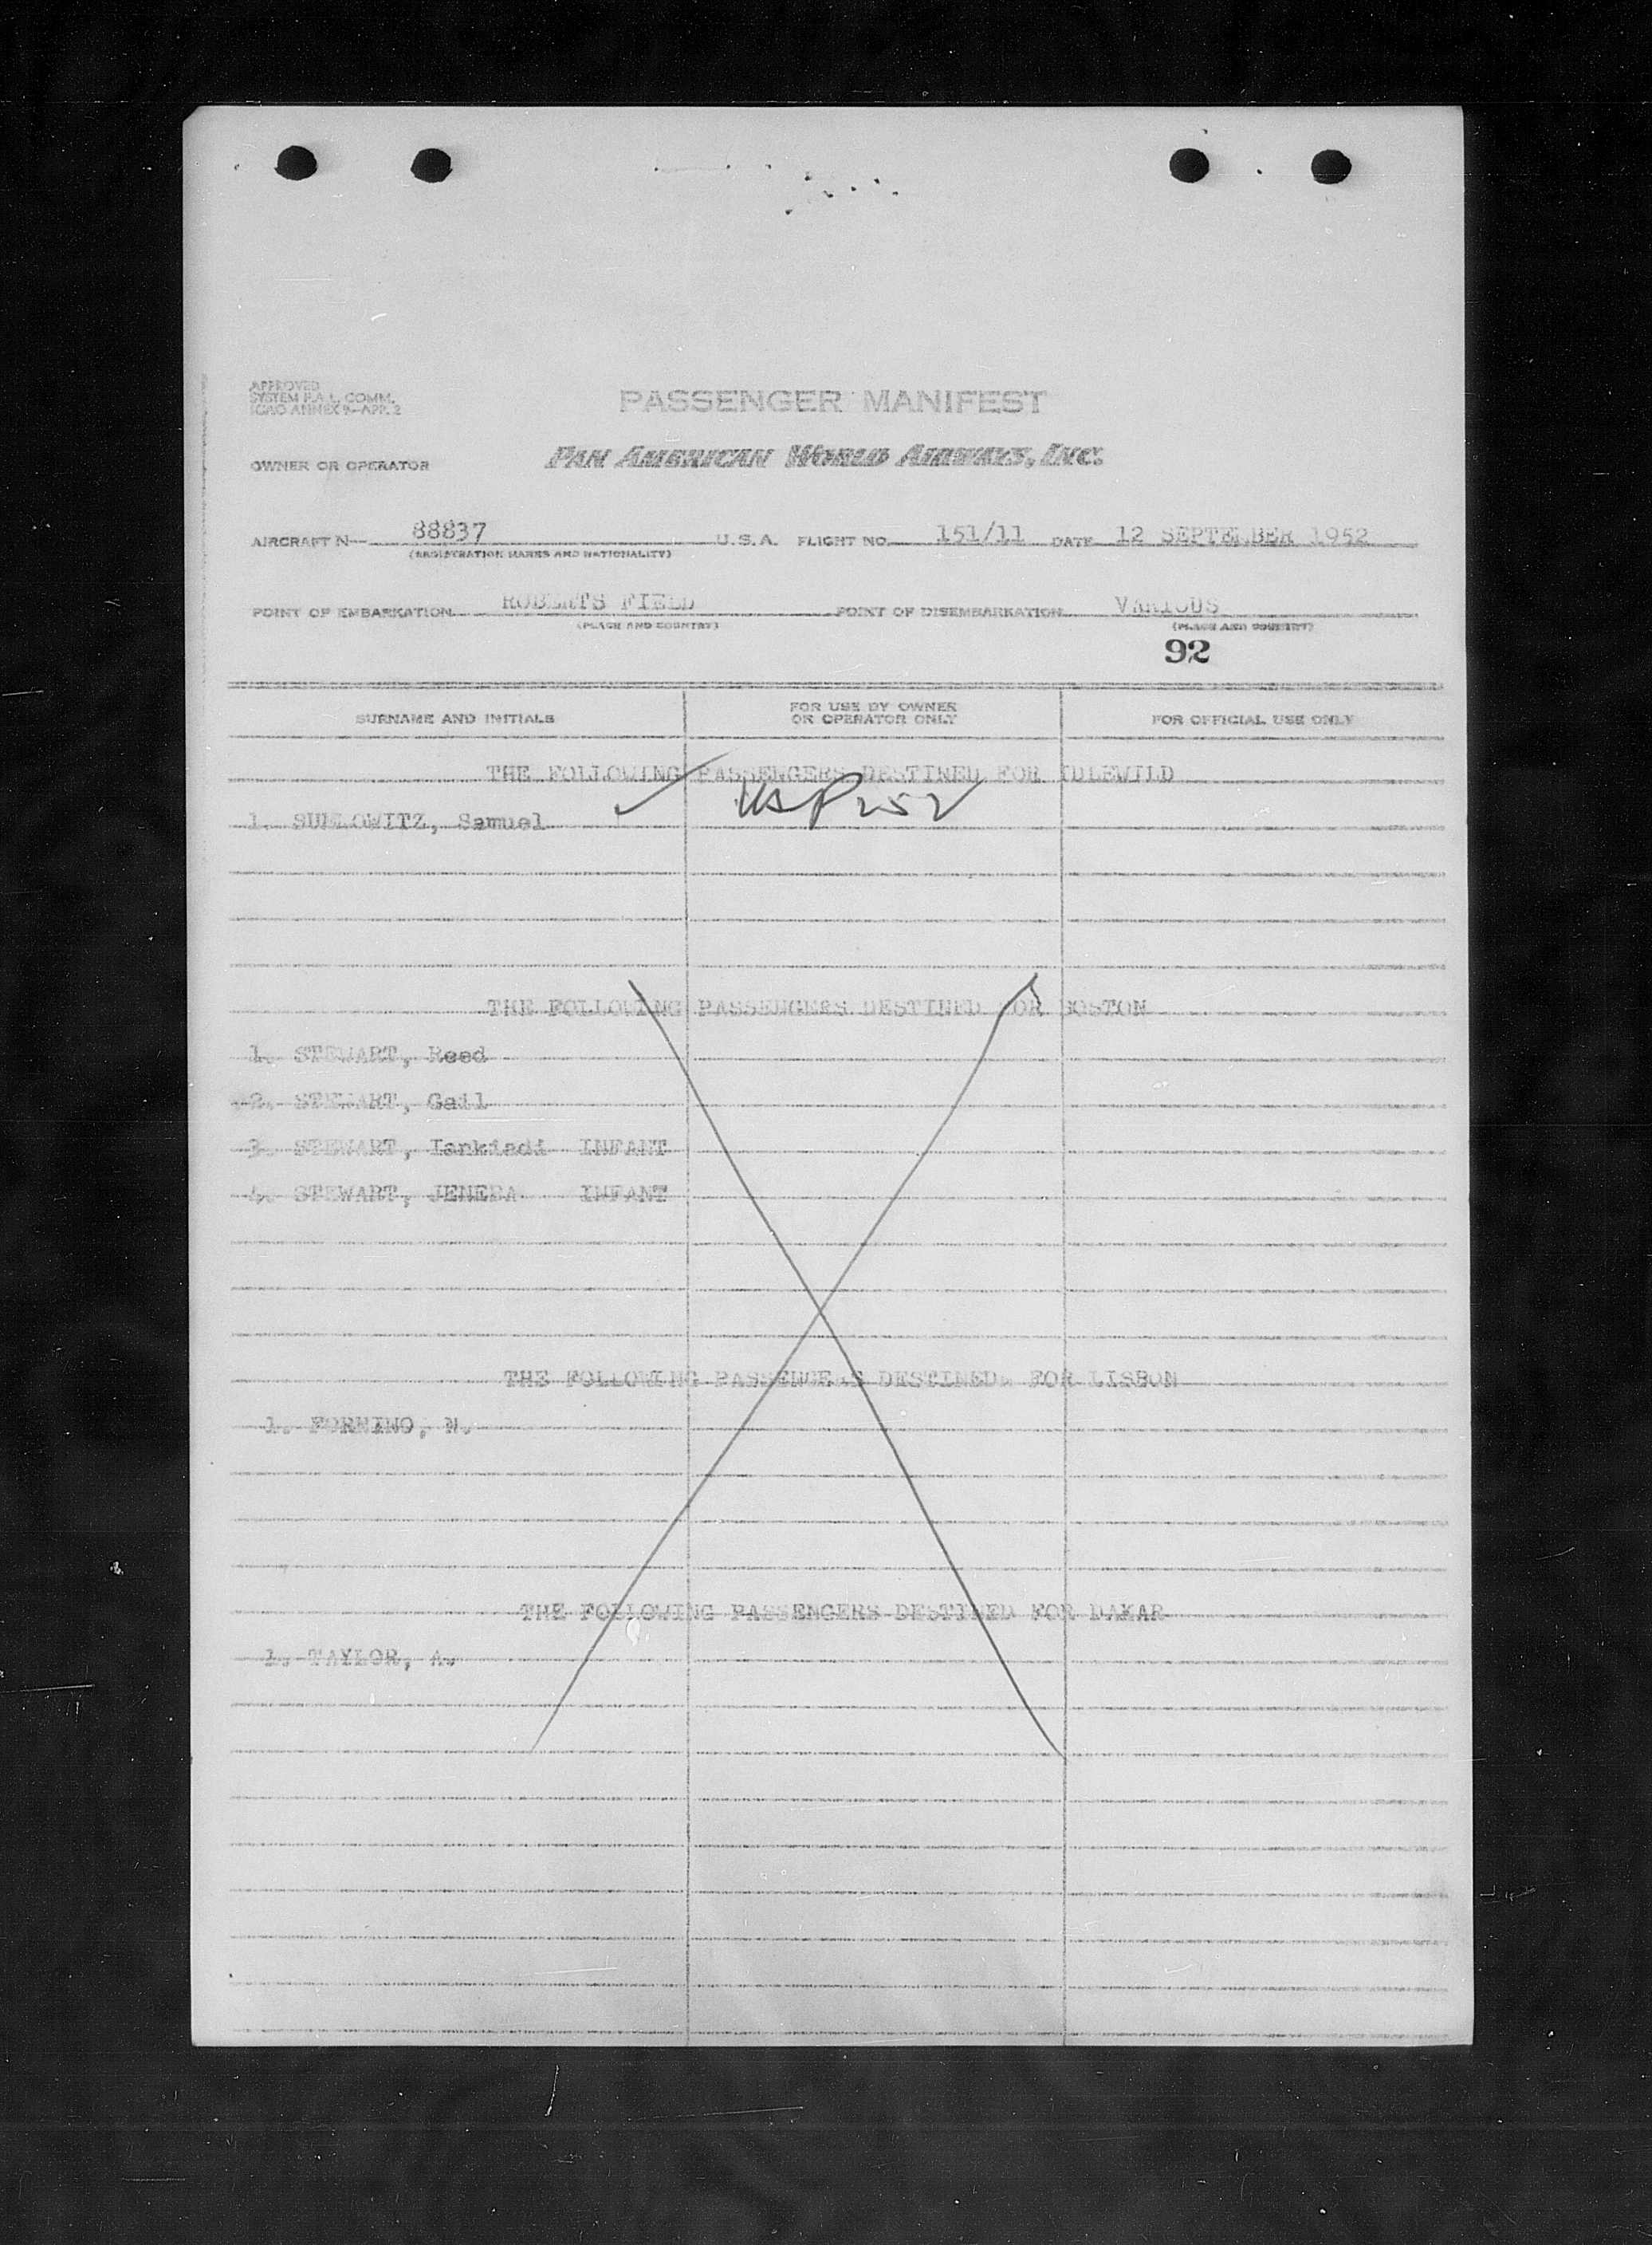 APPROVED
SYSTEM P.A.L. COMM.
ICAO ANNEX 9-APP. 2
PASSENGER MANIFEST
OWNER OR OPERATOR PAN AMERICAN WORLD AIRWAYS, INC.
AIRCRAFT N- 88837 U.S.A. FLIGHT NO. 151/11 DATE 12 SEPTEMBER 1952
(REGISTRATION MARKS AND NATIONALITY)
POINT OF EMBARKATION ROBERTS FIELD POINT OF DISEMBARKATION VARIOUS
(PLACE AND COUNTRY) (PLACE AND COUNTRY)
92
SURNAME AND INITIALS FOR USE BY OWNER OR OPERATOR ONLY FOR OFFICIAL USE ONLY
THE FOLLOWING PASSENGERS DESTINED FOR IDLEWILD
1. Samuel
THE FOLLOWING PASSENGERS DESTINED FOR BOSTON
1. STEWART, Reed
2. STEWART, Gail
3. STEWART, INFANT
4. STEWART, INFANT
THE FOLLOWING PASSENGERS DESTINED FOR LISBON
1. N.
THE FOLLOWING PASSENGERS DESTINED FOR DAKAR
1. TAYLOR, A.